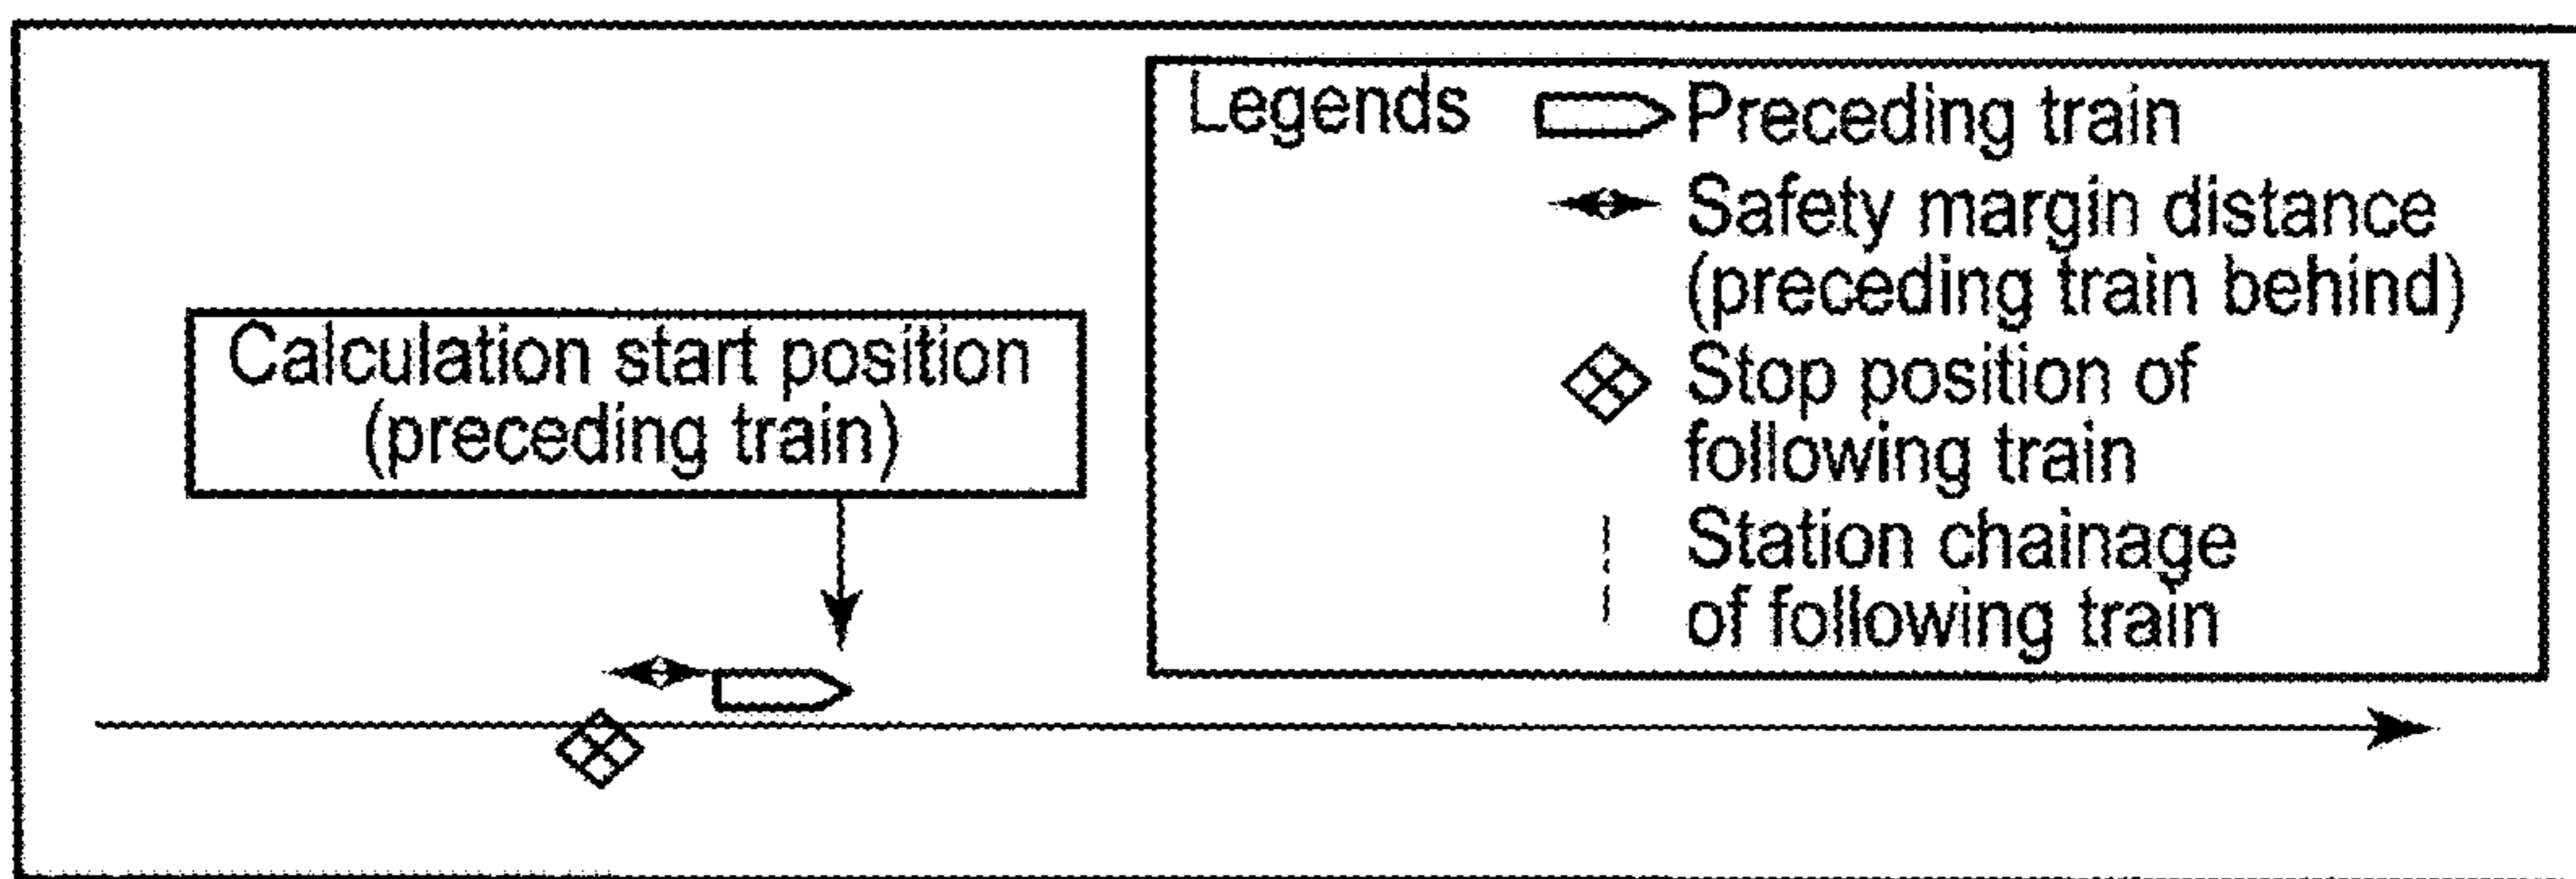 Legends
Preceding train
Safety margin distance
(preceding train behind)
Stop position of
following train
Station chainage
of following train
Calculation start position
(preceding train)